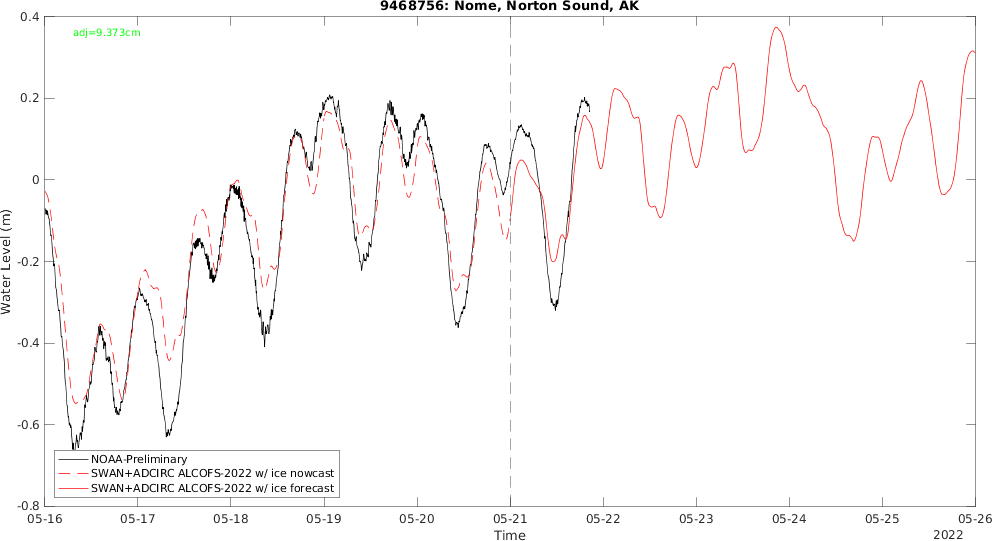 9468756: Nome, Norton Sound, AK
adj=9.373cm
0.4
0.2
0
-0.2
-0.4
-0.6
-0.8
Water Level (m)
NOAA-Preliminary
SWAN+ADCIRC ALCOFS-2022 w/ ice nowcast
SWAN+ADCIRC ALCOFS-2022 w/ ice forecast
05-16 05-17 05-18 05-19 05-20 05-21 05-22 05-23 05-24 05-25 05-26
Time
2022